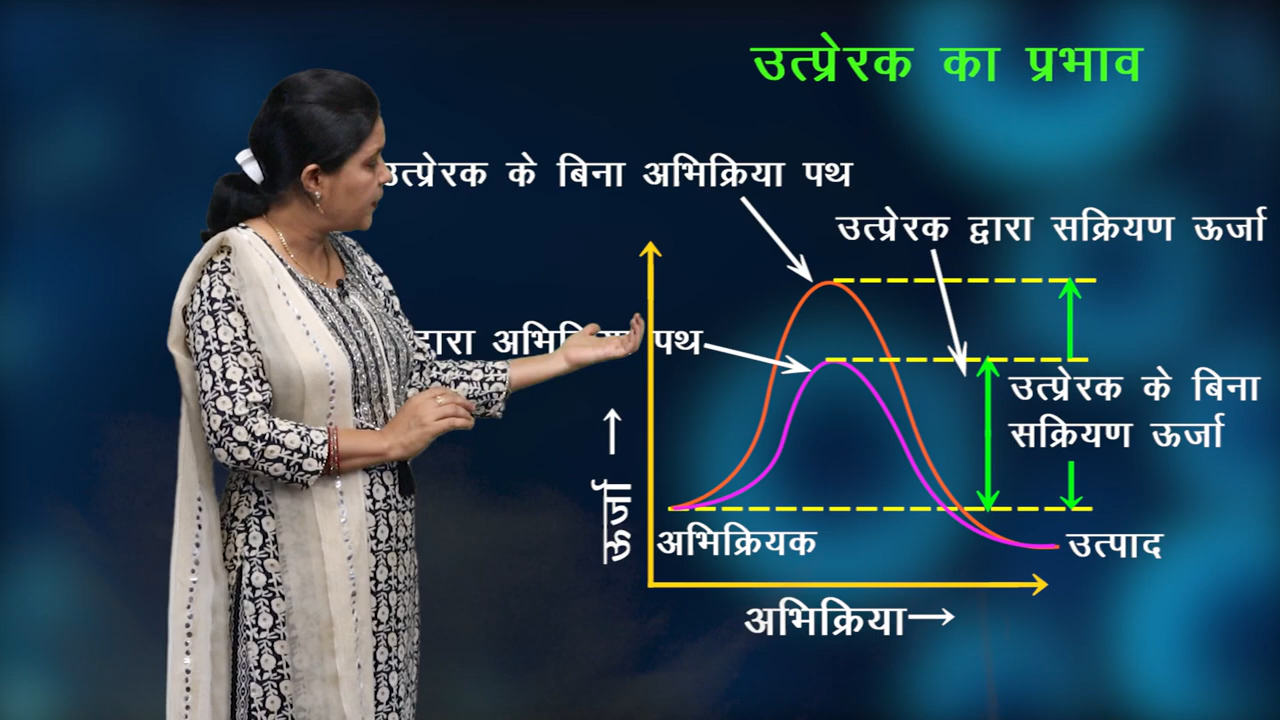 उत्प्रेरक का प्रभाव
उत्प्रेरक के बिना अभिक्रिया पथ
उत्प्रेरक द्वारा सक्रियण ऊर्जा
पथ
उत्प्रेरक के बिना
सक्रियण ऊर्जा
ऊर्जा →
अभिक्रियक
उत्पाद
अभिक्रिया→